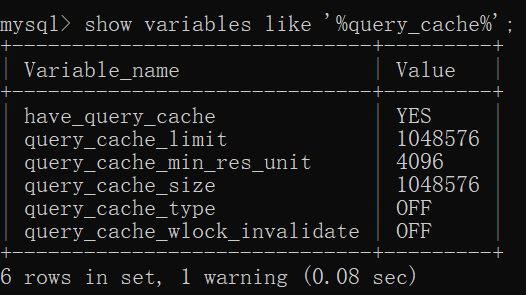 mysql> show variables like '%query_cache%';
+------------------------------+---------+
| Variable_name                | Value   |
+------------------------------+---------+
| have_query_cache             | YES     |
| query_cache_limit            | 1048576 |
| query_cache_min_res_unit     | 4096    |
| query_cache_size             | 1048576 |
| query_cache_type             | OFF     |
| query_cache_wlock_invalidate | OFF     |
+------------------------------+---------+
6 rows in set, 1 warning (0.08 sec)